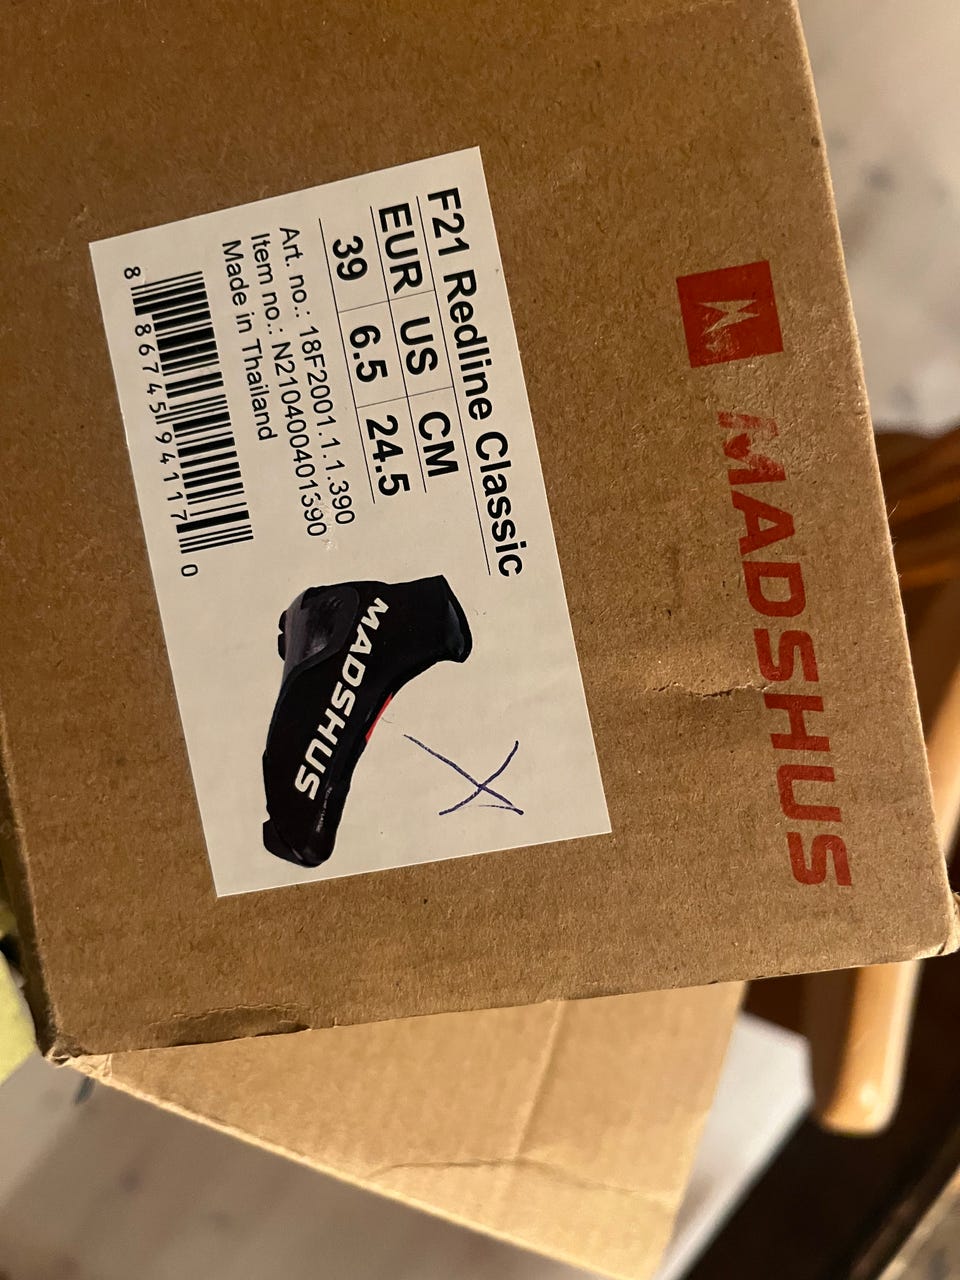 MADSHUS
F21 Redline Classic
EUR US CM
39 6.5 24.5
Art. no.: 18F2001.1.1.390
Item no.: N210400401390
Made in Thailand
8 86745 94117 0
MADSHUS